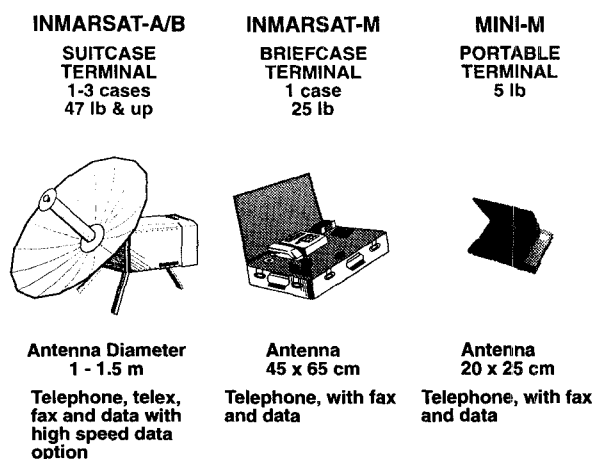 INMARSAT-A/B
SUITCASE
TERMINAL
1-3 cases
47 lb & up
Antenna Diameter
1 - 1.5 m
Telephone, telex,
fax and data with
high speed data
option
INMARSAT-M
BRIEFCASE
TERMINAL
1 case
25 lb
Antenna
45 x 65 cm
Telephone, with fax
and data
MINI-M
PORTABLE
TERMINAL
5 lb
Antenna
20 x 25 cm
Telephone, with fax
and data